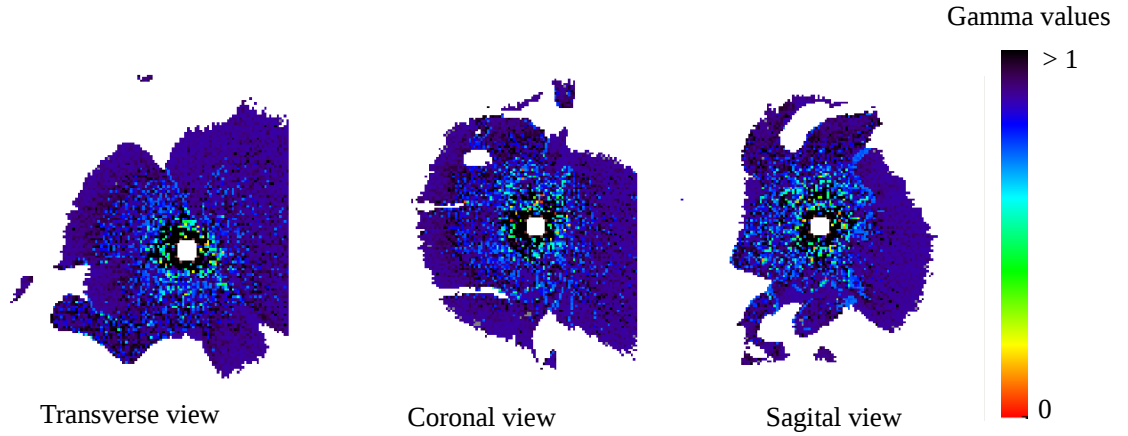 Gamma values
> 1
0
Transverse view
Coronal view
Sagital view